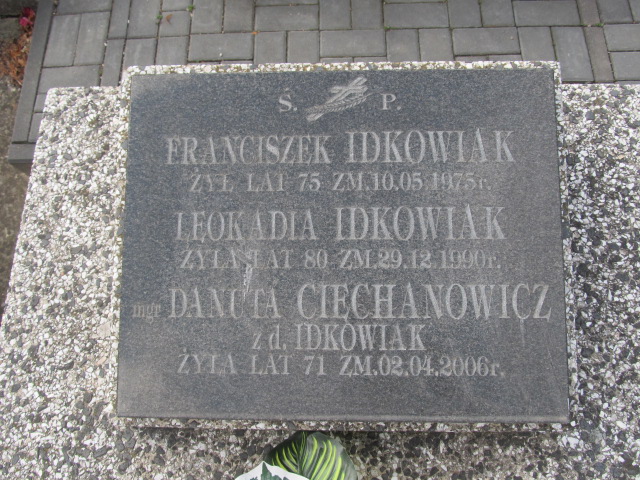 Ś. P.
FRANCISZEK IDKOWIAK
ŻYŁ LAT 75 ZM.10.05.1975r.
LEOKADIA IDKOWIAK
ŻYŁA LAT 80 ZM.29.12.1990r.
mgr DANUTA CIECHANOWICZ
z d. IDKOWIAK
ŻYŁA LAT 71 ZM.02.04.2006r.